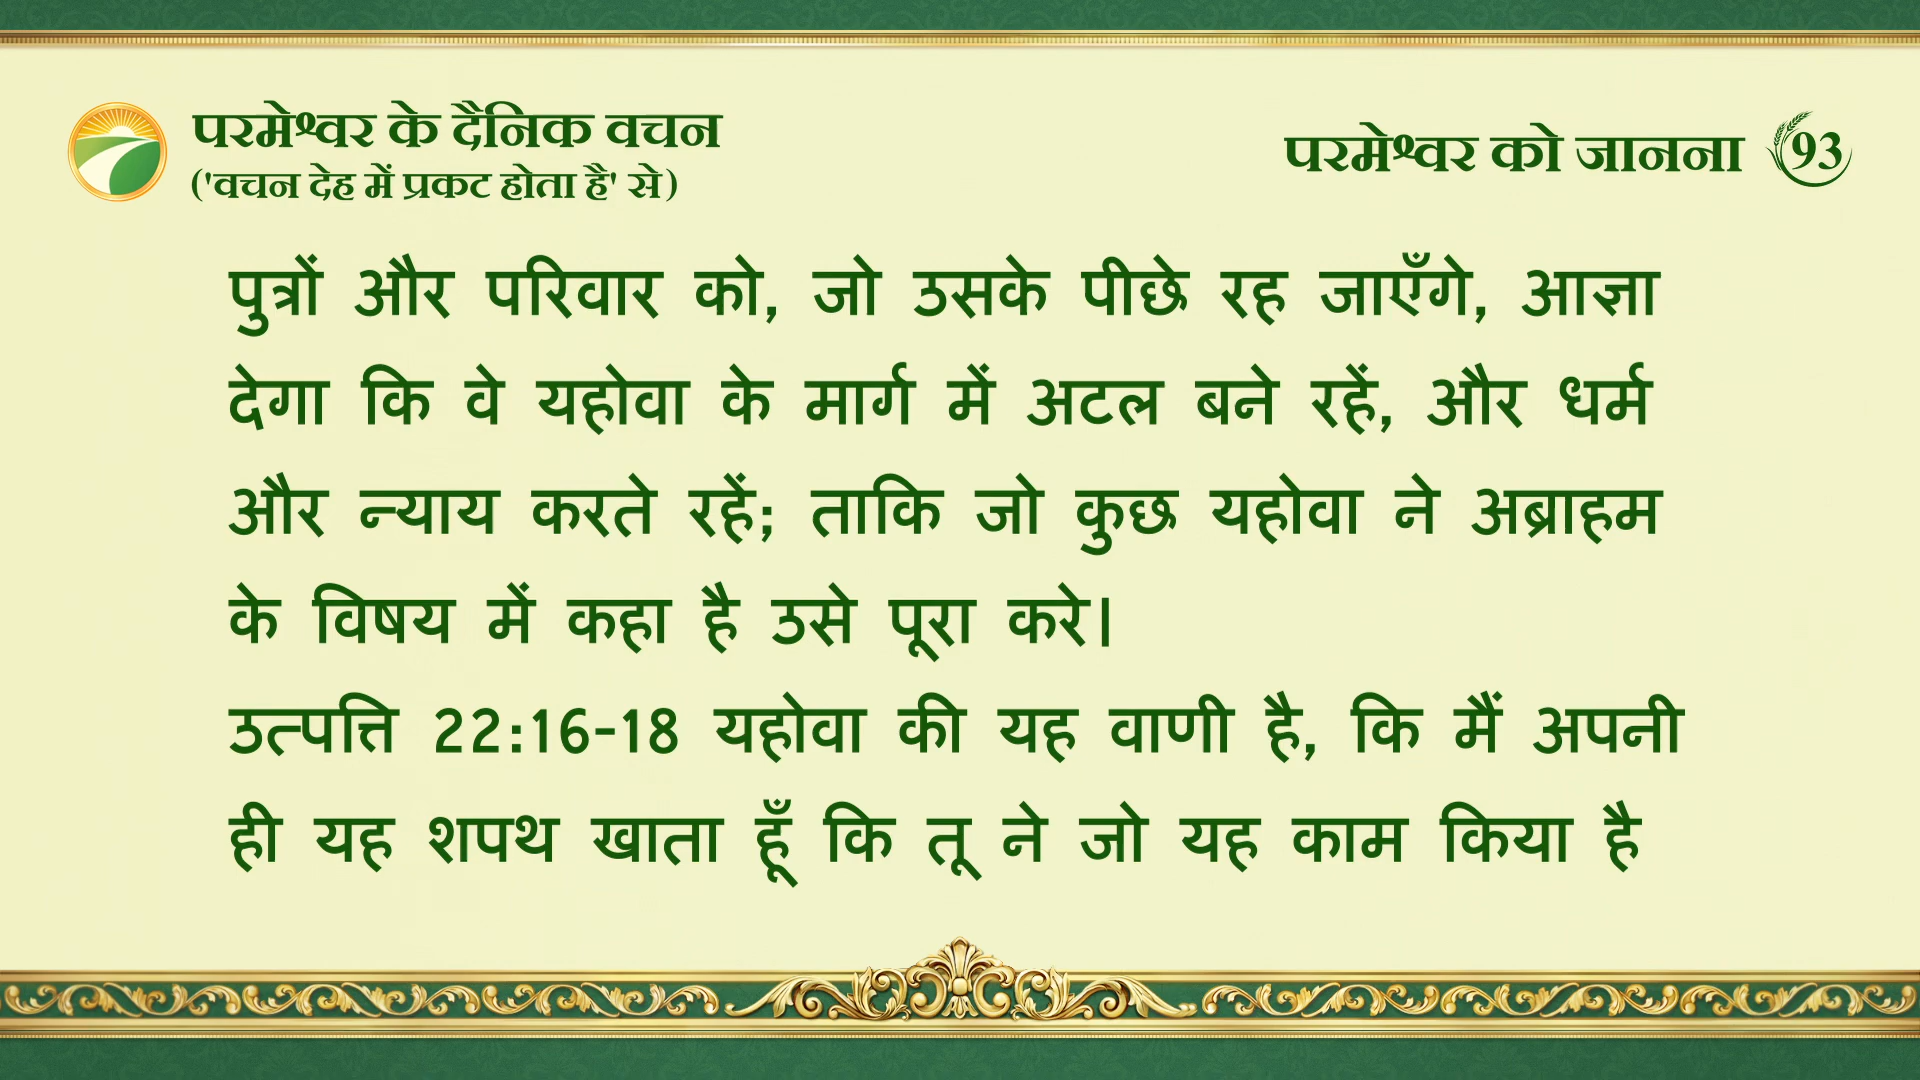 परमेश्वर के दैनिक वचन
('वचन देह में प्रकट होता है' से)
परमेश्वर को जानना 93
पुत्रों और परिवार को, जो उसके पीछे रह जाएँगे, आज्ञा
देगा कि वे यहोवा के मार्ग में अटल बने रहें, और धर्म
और न्याय करते रहें; ताकि जो कुछ यहोवा ने अब्राहम
के विषय में कहा है उसे पूरा करे।
उत्पत्ति 22:16-18 यहोवा की यह वाणी है, कि मैं अपनी
ही यह शपथ खाता हूँ कि तू ने जो यह काम किया है